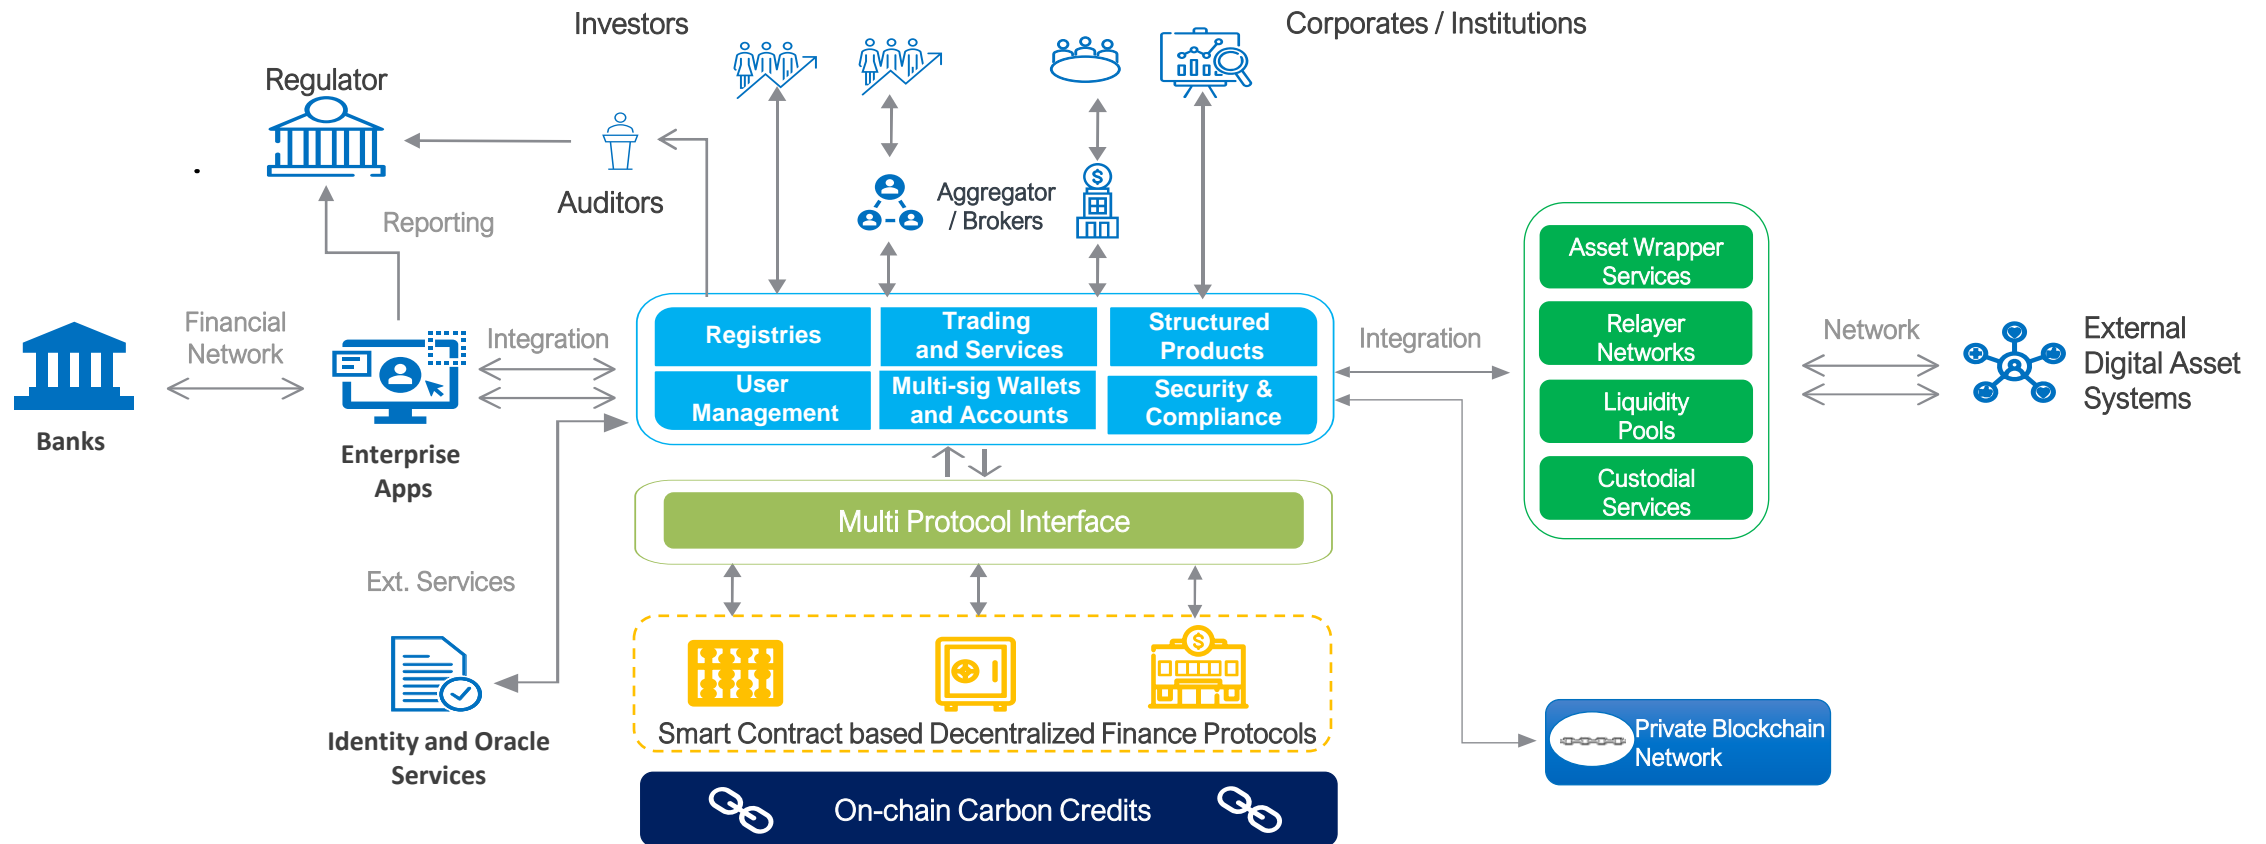 Investors
Corporates / Institutions
Regulator
Auditors
Reporting
Aggregator
/ Brokers
Banks
Financial
Network
Enterprise
Apps
Integration
Registries
Trading
and Services
Structured
Products
User
Management
Multi-sig Wallets
and Accounts
Security &
Compliance
Integration
Asset Wrapper
Services
Relayer
Networks
Liquidity
Pools
Custodial
Services
Network
External
Digital Asset
Systems
Multi Protocol Interface
Ext. Services
Identity and Oracle
Services
$
$
Smart Contract based Decentralized Finance Protocols
Private Blockchain
Network
On-chain Carbon Credits